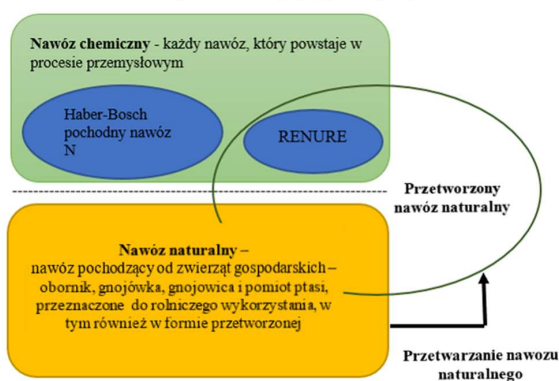 Nawóz chemiczny - każdy nawóz, który powstaje w
procesie przemysłowym
Haber-Bosch
pochodny nawóz
N
RENURE
Przetworzony
nawóz naturalny
Nawóz naturalny –
nawóz pochodzący od zwierząt gospodarskich –
obornik, gnojówka, gnojowica i pomiot ptasi,
przeznaczone do rolniczego wykorzystania, w
tym również w formie przetworzonej
Przetwarzanie nawozu
naturalnego